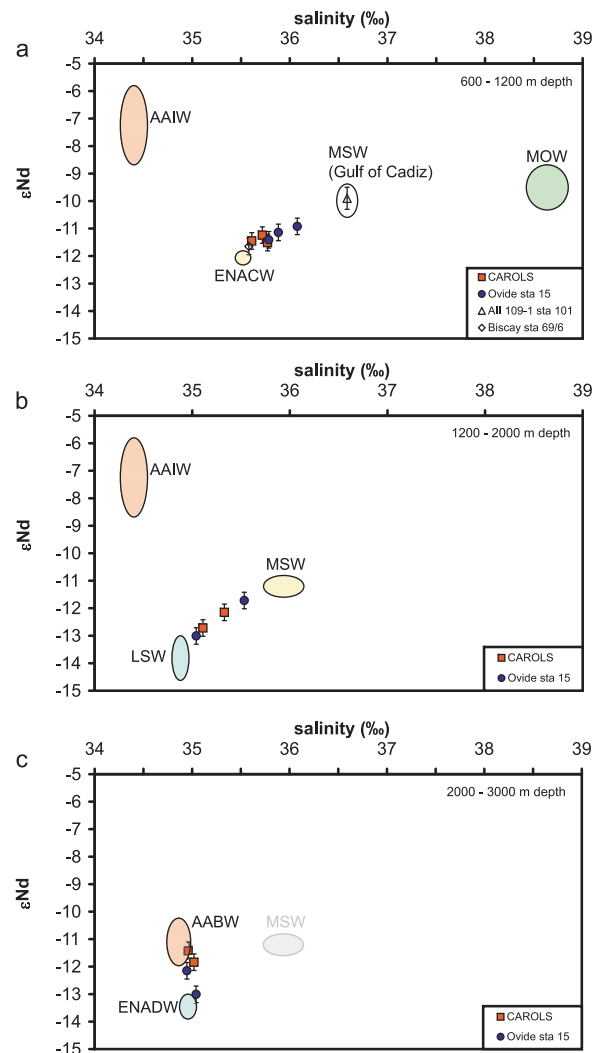 salinity (‰)
34 35 36 37 38 39
a
-5
-6
-7
-8
-9
-10
-11
-12
-13
-14
-15
εNd
600 - 1200 m depth
AAIW
MSW
(Gulf of Cadiz)
MOW
ENACW
CAROLS
Ovide sta 15
AII 109-1 sta 101
Biscay sta 69/6
salinity (‰)
34 35 36 37 38 39
b
-5
-6
-7
-8
-9
-10
-11
-12
-13
-14
-15
εNd
1200 - 2000 m depth
AAIW
MSW
LSW
CAROLS
Ovide sta 15
salinity (‰)
34 35 36 37 38 39
c
-5
-6
-7
-8
-9
-10
-11
-12
-13
-14
-15
εNd
2000 - 3000 m depth
AABW
MSW
ENADW
CAROLS
Ovide sta 15